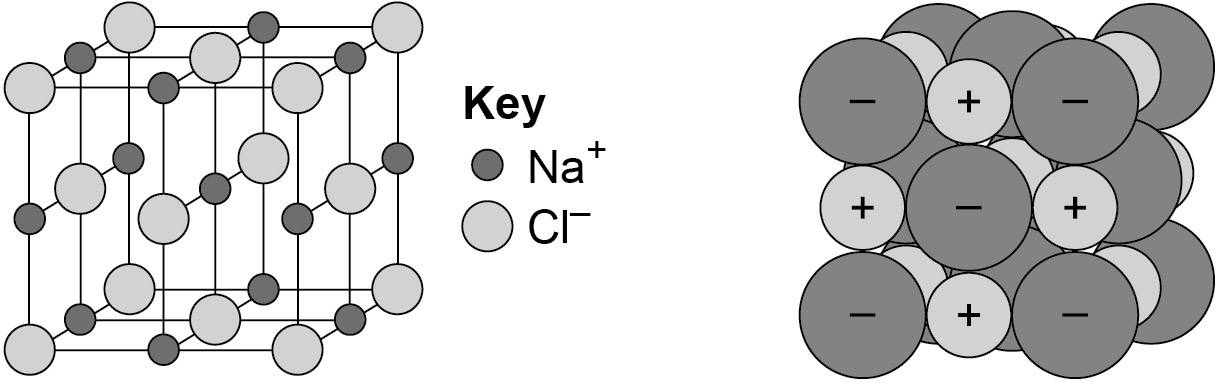 Key
Na⁺
Cl⁻
− + −
+ − +
− + −